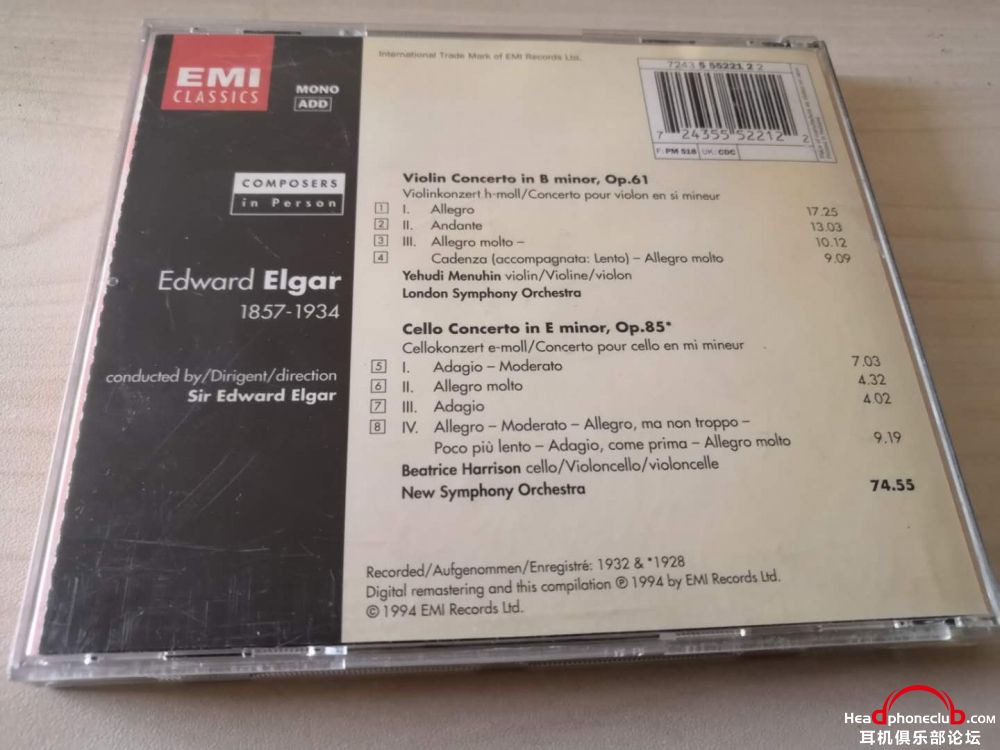 EMI
CLASSICS
MONO
ADD
COMPOSERS
in Person
Edward Elgar
1857-1934
conducted by/Dirigent/direction
Sir Edward Elgar
International Trade Mark of EMI Records Ltd.
7243 5 55221 2 2
7 24355 52212 2
F: PM 518 UK: CDC
Violin Concerto in B minor, Op.61
Violinkonzert h-moll/Concerto pour violon en si mineur
1 I. Allegro 17.25
2 II. Andante 13.03
3 III. Allegro molto – 10.12
4 Cadenza (accompagnata: Lento) – Allegro molto 9.09
Yehudi Menuhin violin/Violine/violon
London Symphony Orchestra
Cello Concerto in E minor, Op.85*
Cellokonzert e-moll/Concerto pour cello en mi mineur
5 I. Adagio – Moderato 7.03
6 II. Allegro molto 4.32
7 III. Adagio 4.02
8 IV. Allegro – Moderato – Allegro, ma non troppo –
Poco più lento – Adagio, come prima – Allegro molto 9.19
Beatrice Harrison cello/Violoncello/violoncelle
New Symphony Orchestra 74.55
Recorded/Aufgenommen/Enregistré: 1932 & *1928
Digital remastering and this compilation ℗ 1994 by EMI Records Ltd.
© 1994 EMI Records Ltd.
Headphoneclub.com
耳机俱乐部论坛